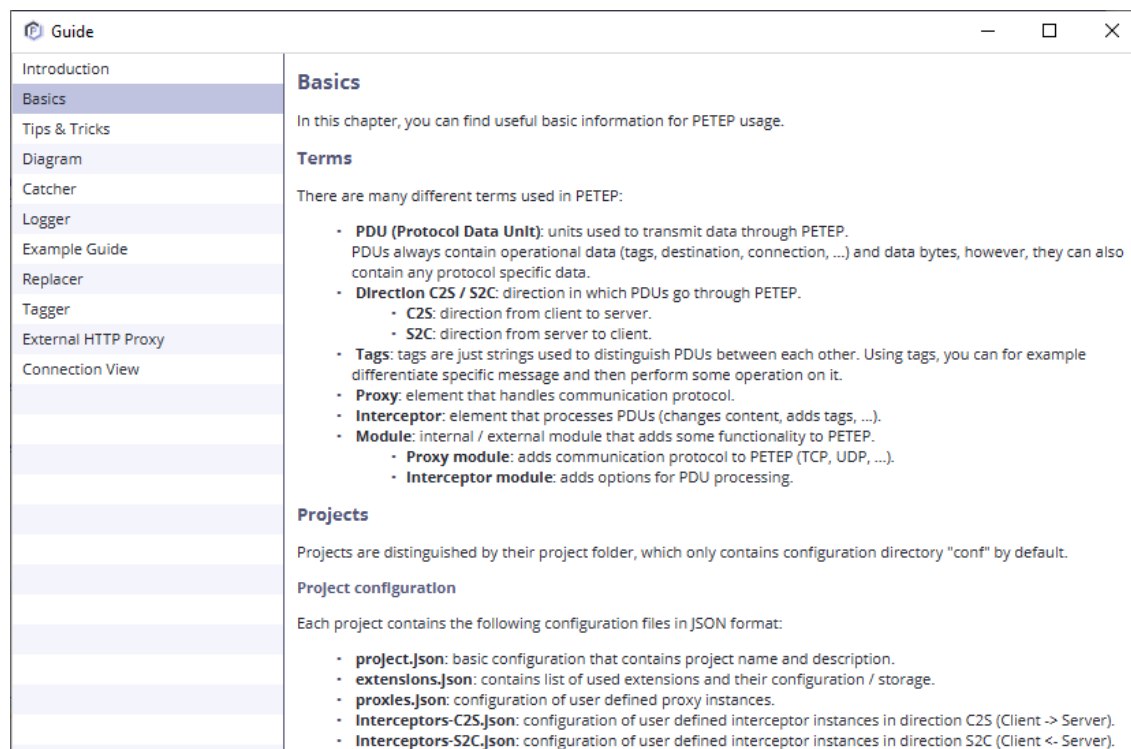 Guide
Introduction
Basics
Tips & Tricks
Diagram
Catcher
Logger
Example Guide
Replacer
Tagger
External HTTP Proxy
Connection View
Basics
In this chapter, you can find useful basic information for PETEP usage.
Terms
There are many different terms used in PETEP:
• PDU (Protocol Data Unit): units used to transmit data through PETEP.
PDUs always contain operational data (tags, destination, connection, ...) and data bytes, however, they can also
contain any protocol specific data.
• Direction C2S / S2C: direction in which PDUs go through PETEP.
• C2S: direction from client to server.
• S2C: direction from server to client.
• Tags: tags are just strings used to distinguish PDUs between each other. Using tags, you can for example
differentiate specific message and then perform some operation on it.
• Proxy: element that handles communication protocol.
• Interceptor: element that processes PDUs (changes content, adds tags, ...).
• Module: internal / external module that adds some functionality to PETEP.
• Proxy module: adds communication protocol to PETEP (TCP, UDP, ...).
• Interceptor module: adds options for PDU processing.
Projects
Projects are distinguished by their project folder, which only contains configuration directory "conf" by default.
Project configuration
Each project contains the following configuration files in JSON format:
• project.json: basic configuration that contains project name and description.
• extensions.json: contains list of used extensions and their configuration / storage.
• proxies.json: configuration of user defined proxy instances.
• interceptors-C2S.json: configuration of user defined interceptor instances in direction C2S (Client -> Server).
• interceptors-S2C.json: configuration of user defined interceptor instances in direction S2C (Client <- Server).